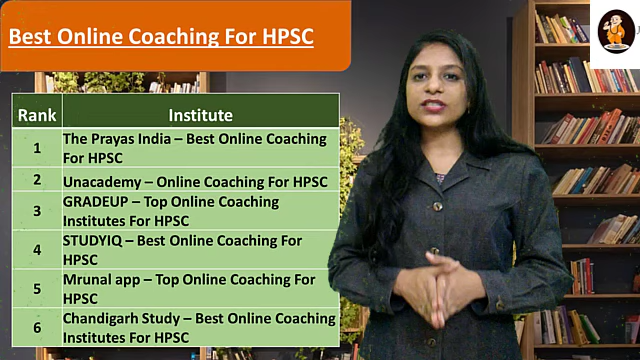 Best Online Coaching For HPSC
Rank Institute
1 The Prayas India – Best Online Coaching
For HPSC
2 Unacademy – Online Coaching For HPSC
3 GRADEUP – Top Online Coaching
Institutes For HPSC
4 STUDYIQ – Best Online Coaching For
HPSC
5 Mrunal app – Top Online Coaching For
HPSC
6 Chandigarh Study – Best Online Coaching
Institutes For HPSC